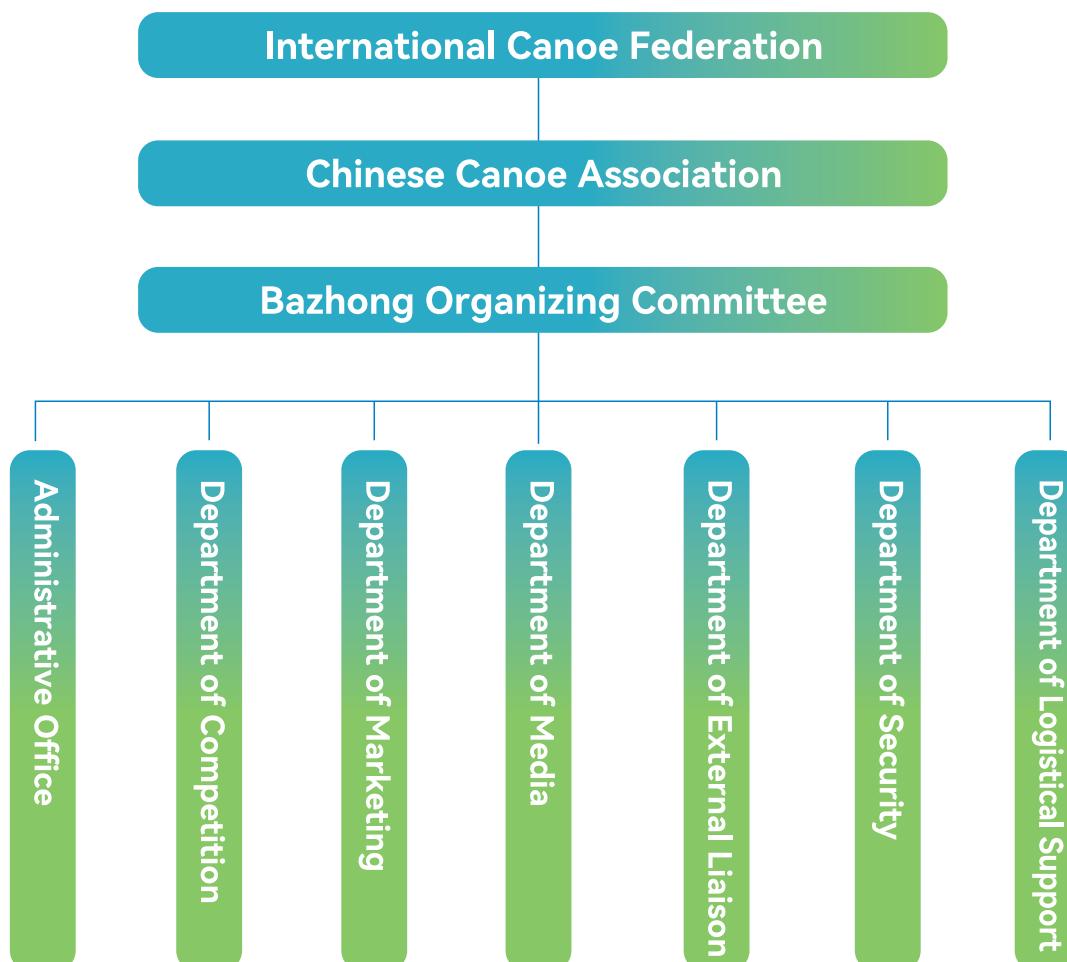 International Canoe Federation
Chinese Canoe Association
Bazhong Organizing Committee
Administrative Office
Department of Competition
Department of Marketing
Department of Media
Department of External Liaison
Department of Security
Department of Logistical Support